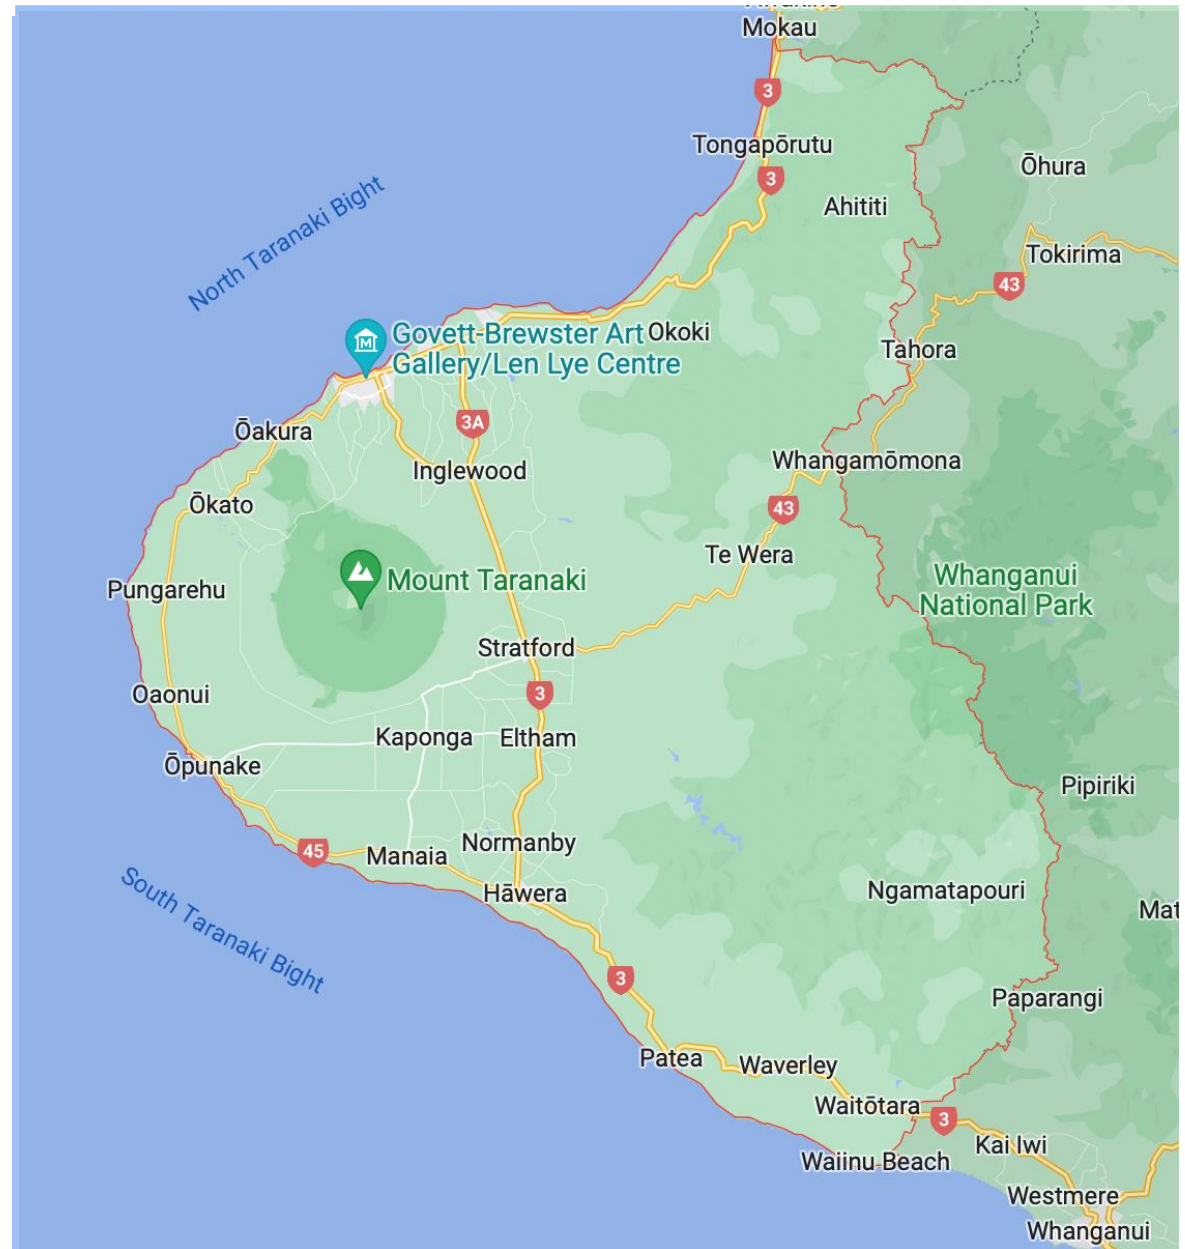 Mokau
3
Tongapōrutu
3
Ōhura
Ahititi
North Taranaki Bight
Tokirima
43
Govett-Brewster Art
Gallery/Len Lye Centre
Okoki
Tahora
3A
Ōakura
Inglewood
Whangamōmona
Ōkato
43
Te Wera
Mount Taranaki
Pungarehu
Whanganui
National Park
Stratford
Oaonui
3
Kaponga
Eltham
Ōpunake
Pipiriki
Normanby
45
Manaia
Hāwera
Ngamatapouri
South Taranaki Bight
Mat
3
Paparangi
Patea
Waverley
Waitōtara
3
Kai Iwi
Waiinu Beach
Westmere
Whanganui